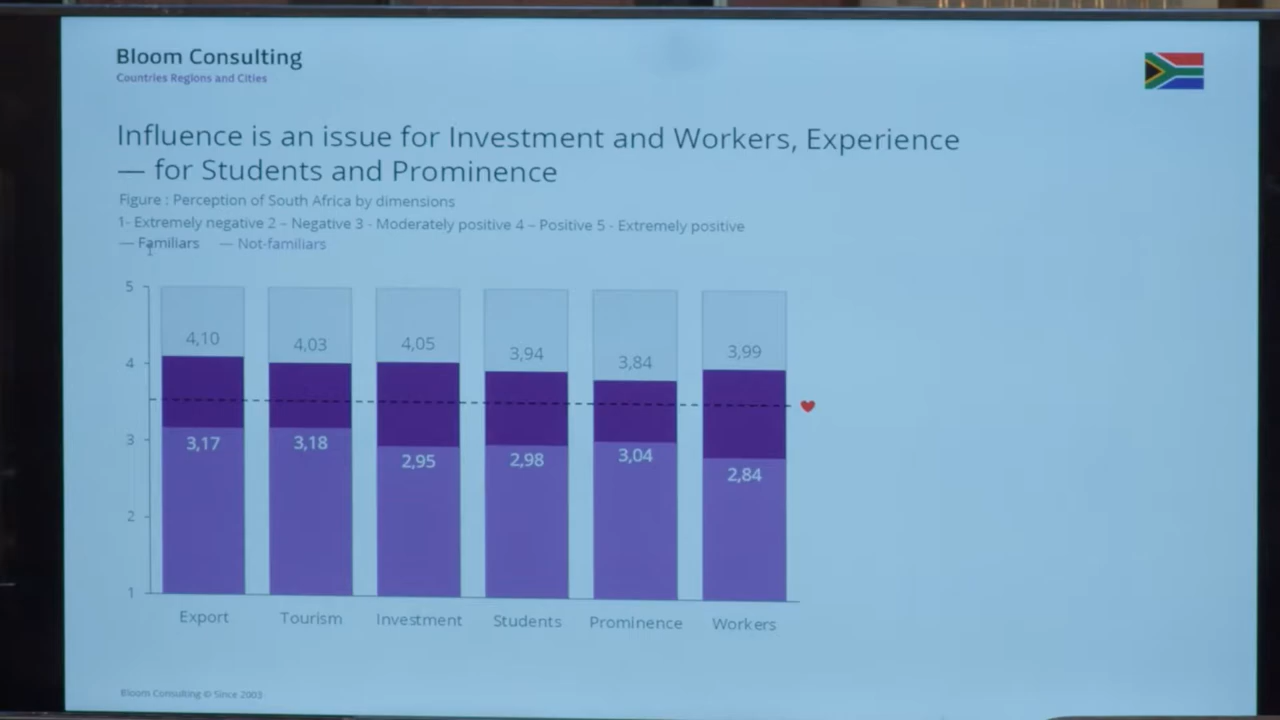 Bloom Consulting
Countries Regions and Cities
Influence is an issue for Investment and Workers, Experience
— for Students and Prominence
Figure : Perception of South Africa by dimensions
1- Extremely negative 2 – Negative 3 - Moderately positive 4 – Positive 5 - Extremely positive
— Familiars — Not-familiars
5
4,10 4,03 4,05 3,94 3,84 3,99
4
3
3,17 3,18 2,95 2,98 3,04 2,84
2
1
Export Tourism Investment Students Prominence Workers
Bloom Consulting © Since 2003